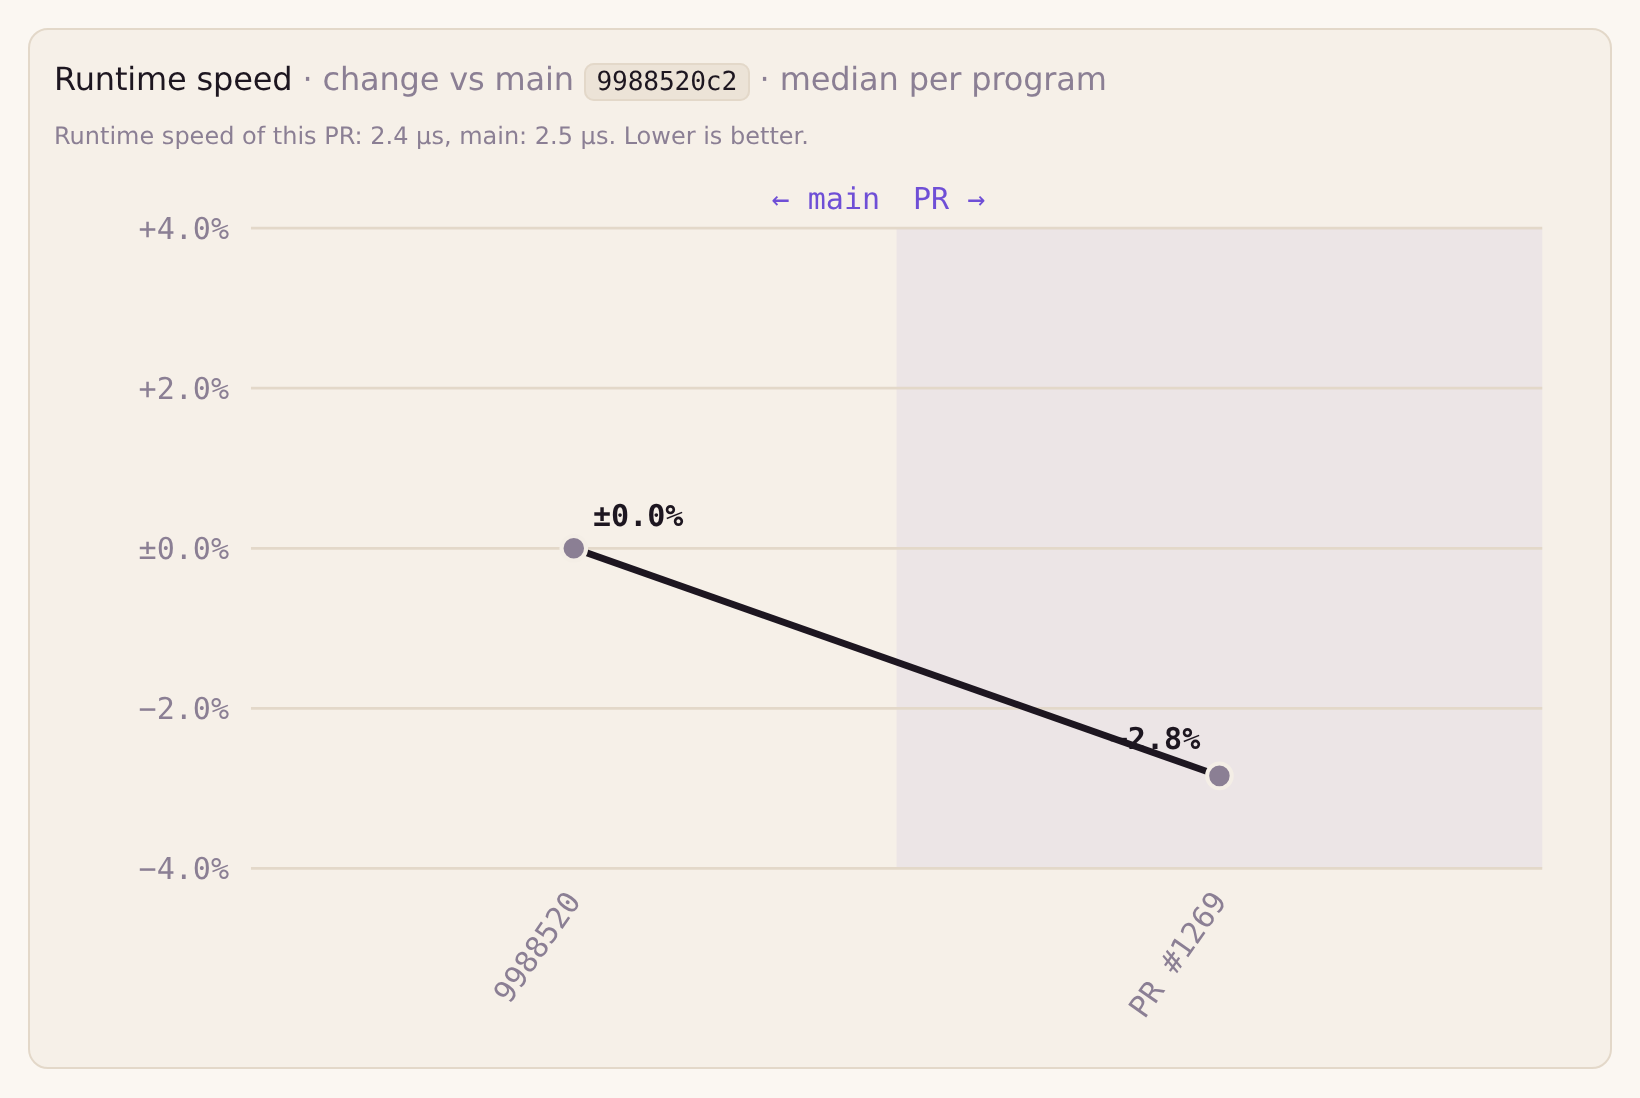 Runtime speed · change vs main 9988520c2 · median per program
Runtime speed of this PR: 2.4 µs, main: 2.5 µs. Lower is better.
← main PR →
+4.0%
+2.0%
±0.0%
−2.0%
−4.0%
±0.0%
−2.8%
9988520
PR #1269